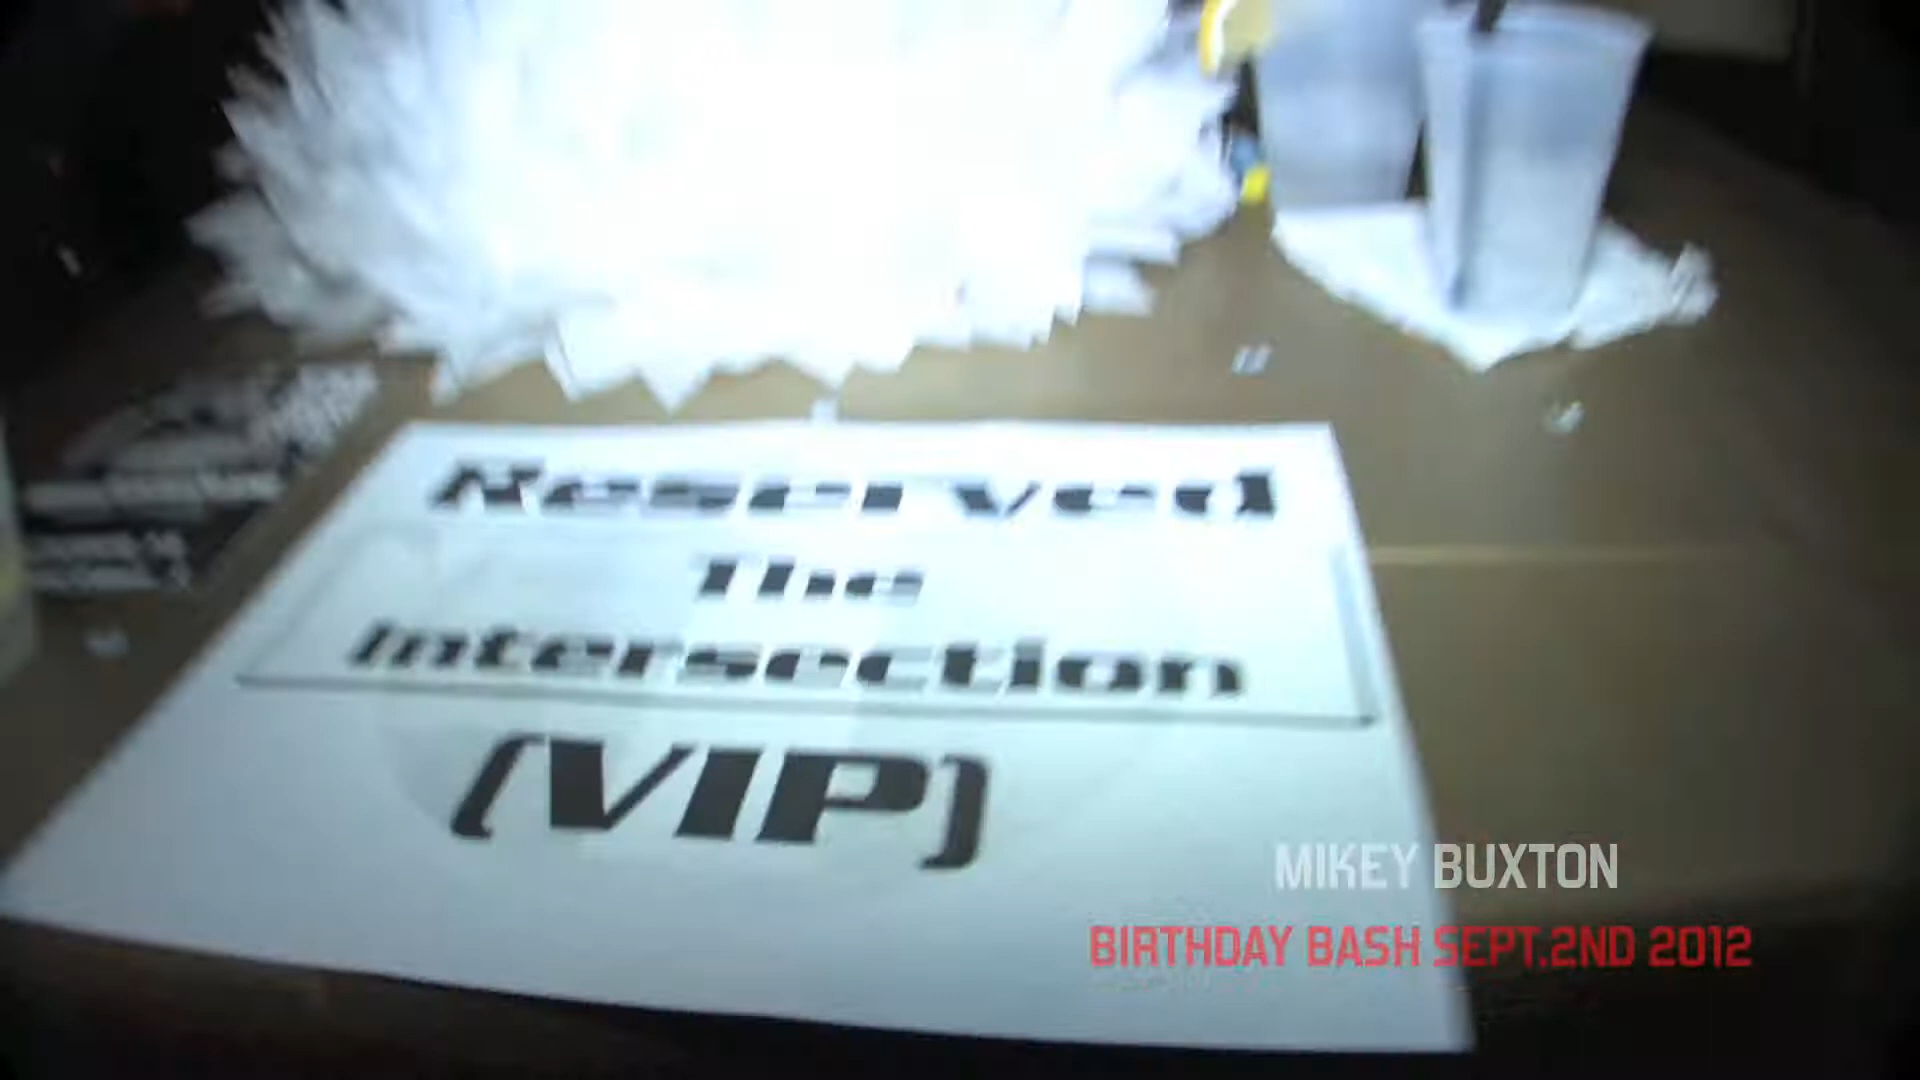 Reserved
The
Intersection
(VIP)
MIKEY BUXTON
BIRTHDAY BASH SEPT.2ND 2012